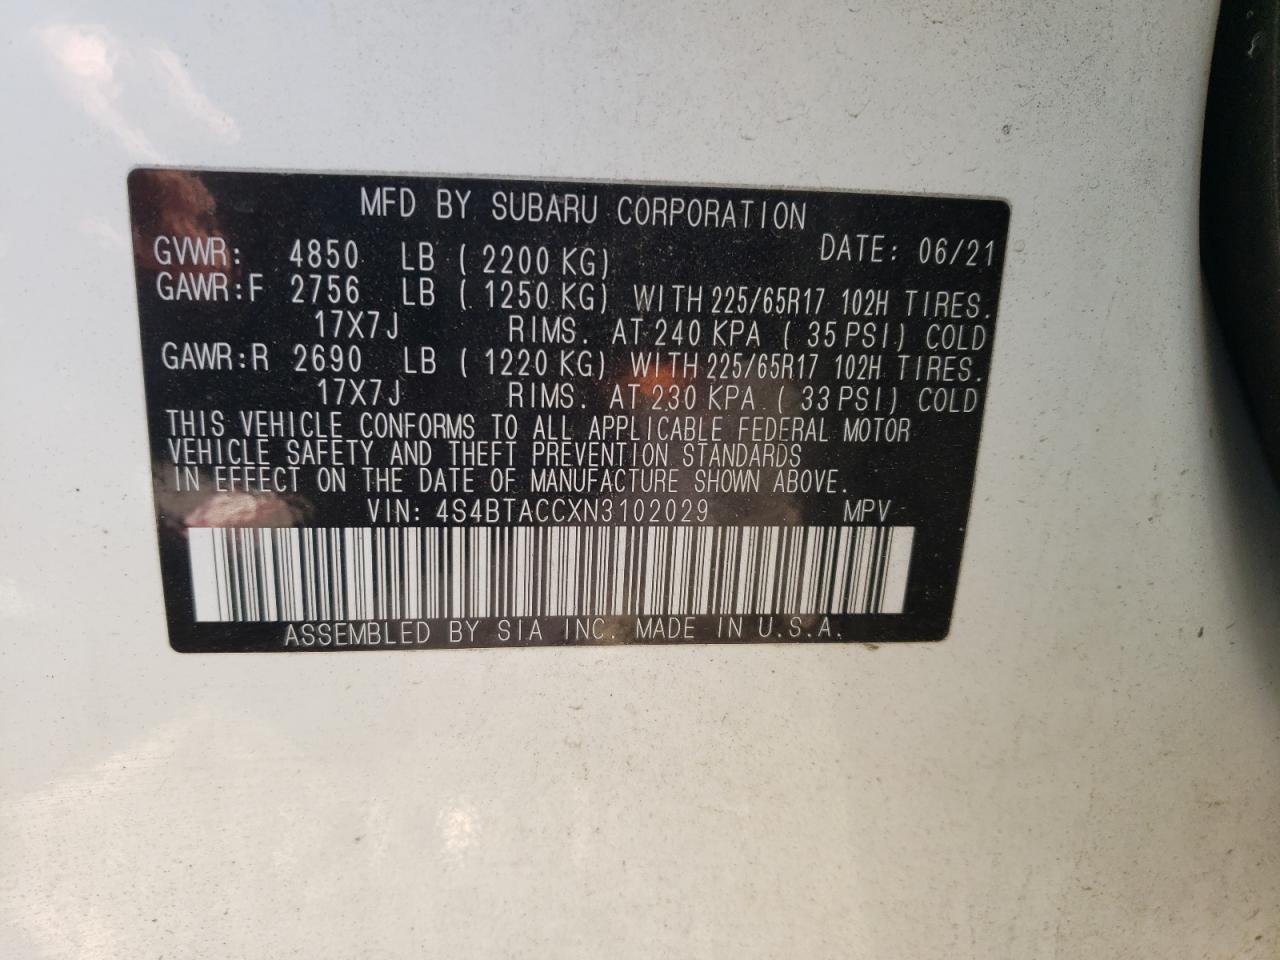 MFD BY SUBARU CORPORATION
DATE: 06/21
GVWR: 4850 LB ( 2200 KG)
GAWR:F 2756 LB ( 1250 KG) WITH 225/65R17 102H TIRES.
17X7J RIMS. AT 240 KPA ( 35 PSI) COLD
GAWR:R 2690 LB ( 1220 KG) WITH 225/65R17 102H TIRES.
17X7J RIMS. AT 230 KPA ( 33 PSI) COLD
THIS VEHICLE CONFORMS TO ALL APPLICABLE FEDERAL MOTOR
VEHICLE SAFETY AND THEFT PREVENTION STANDARDS
IN EFFECT ON THE DATE OF MANUFACTURE SHOWN ABOVE.
VIN: 4S4BTACCXN3102029 MPV
ASSEMBLED BY SIA INC. MADE IN U.S.A.